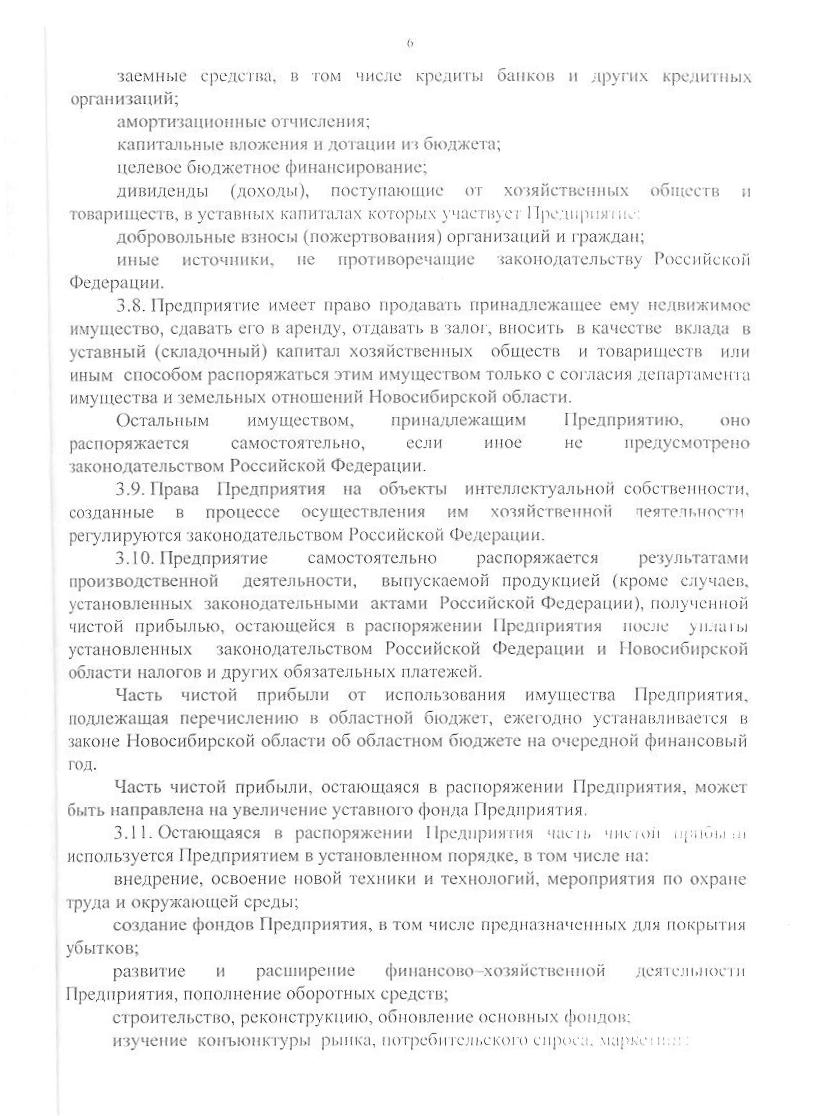 6
заемные средства, в том числе кредиты банков и других кредитных
организаций;
амортизационные отчисления;
капитальные вложения и дотации из бюджета;
целевое бюджетное финансирование;
дивиденды (доходы), поступающие от хозяйственных обществ и
товариществ, в уставных капиталах которых участвует Предприятие;
добровольные взносы (пожертвования) организаций и граждан;
иные источники, не противоречащие законодательству Российской
Федерации.
3.8. Предприятие имеет право продавать принадлежащее ему недвижимое
имущество, сдавать его в аренду, отдавать в залог, вносить в качестве вклада в
уставный (складочный) капитал хозяйственных обществ и товариществ или
иным способом распоряжаться этим имуществом только с согласия департамента
имущества и земельных отношений Новосибирской области.
Остальным имуществом, принадлежащим Предприятию, оно
распоряжается самостоятельно, если иное не предусмотрено
законодательством Российской Федерации.
3.9. Права Предприятия на объекты интеллектуальной собственности,
созданные в процессе осуществления им хозяйственной деятельности
регулируются законодательством Российской Федерации.
3.10. Предприятие самостоятельно распоряжается результатами
производственной деятельности, выпускаемой продукцией (кроме случаев,
установленных законодательными актами Российской Федерации), полученной
чистой прибылью, остающейся в распоряжении Предприятия после уплаты
установленных законодательством Российской Федерации и Новосибирской
области налогов и других обязательных платежей.
Часть чистой прибыли от использования имущества Предприятия,
подлежащая перечислению в областной бюджет, ежегодно устанавливается в
законе Новосибирской области об областном бюджете на очередной финансовый
год.
Часть чистой прибыли, остающаяся в распоряжении Предприятия, может
быть направлена на увеличение уставного фонда Предприятия.
3.11. Остающаяся в распоряжении Предприятия часть чистой прибыли
используется Предприятием в установленном порядке, в том числе на:
внедрение, освоение новой техники и технологий, мероприятия по охране
труда и окружающей среды;
создание фондов Предприятия, в том числе предназначенных для покрытия
убытков;
развитие и расширение финансово–хозяйственной деятельности
Предприятия, пополнение оборотных средств;
строительство, реконструкцию, обновление основных фондов;
изучение конъюнктуры рынка, потребительского спроса,